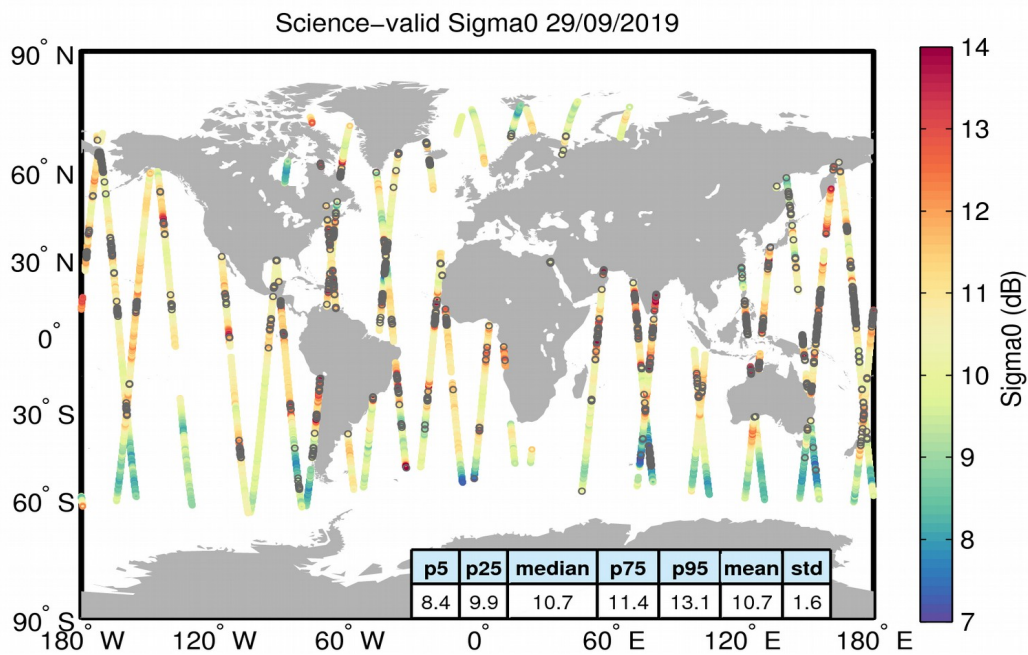 Science–valid Sigma0 29/09/2019
90° N
60° N
30° N
0°
30° S
60° S
90° S
180° W
120° W
60° W
0°
60° E
120° E
180° E
p5 p25 median p75 p95 mean std
8.4 9.9 10.7 11.4 13.1 10.7 1.6
14
13
12
11
10
9
8
7
Sigma0 (dB)